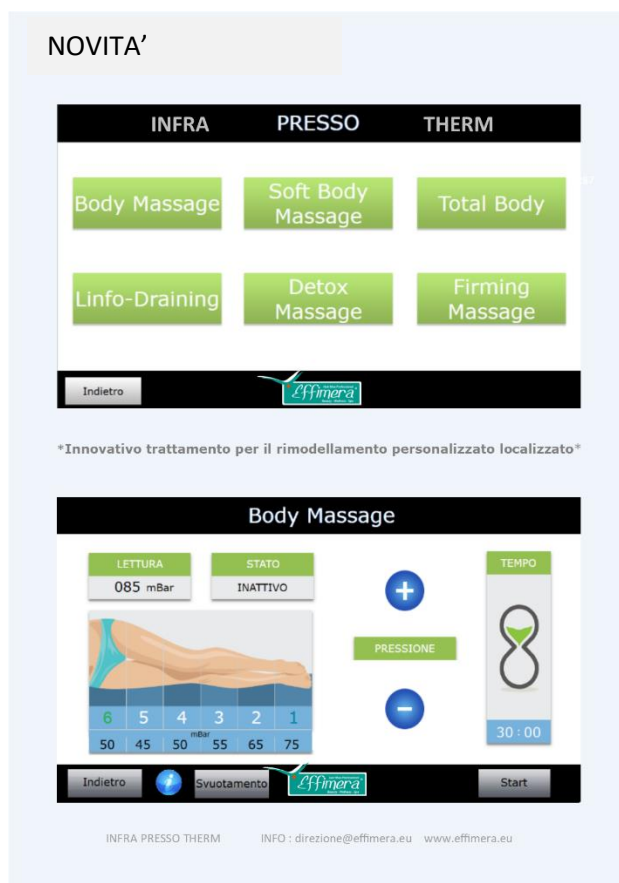 NOVITA'
INFRA PRESSO THERM
Body Massage
Soft Body
Massage
Total Body
Linfo-Draining
Detox
Massage
Firming
Massage
Indietro
Effimera
*Innovativo trattamento per il rimodellamento personalizzato localizzato*
Body Massage
LETTURA
085 mBar
STATO
INATTIVO
TEMPO
PRESSIONE
6 5 4 3 2 1
mBar
50 45 50 55 65 75
30:00
Indietro
Svuotamento
Effimera
Start
INFRA PRESSO THERM INFO : direzione@effimera.eu www.effimera.eu